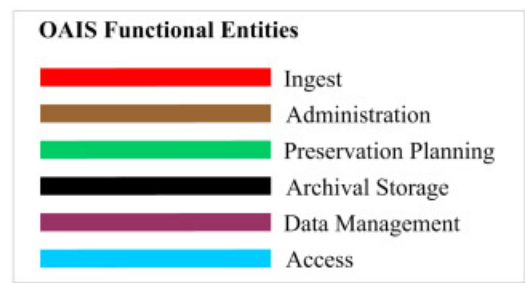 OAIS Functional Entities
Ingest
Administration
Preservation Planning
Archival Storage
Data Management
Access